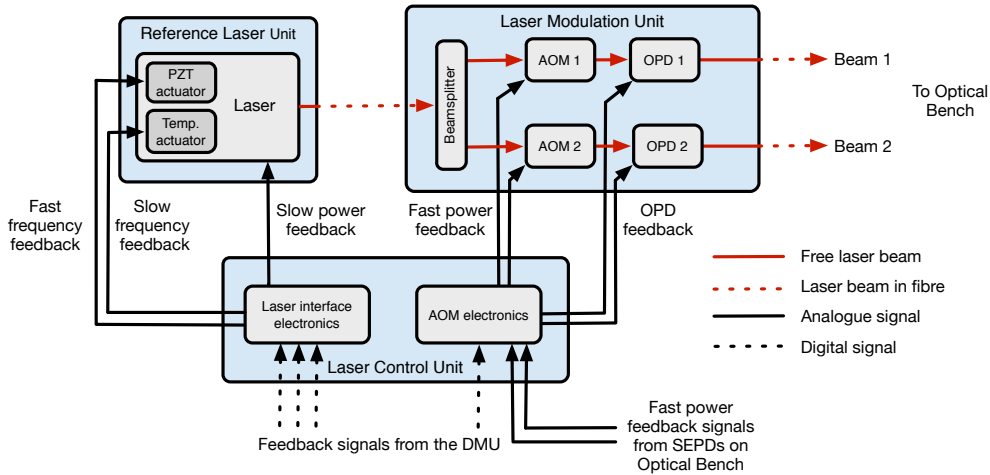 Laser Modulation Unit
Reference Laser Unit
PZT
actuator
Temp.
actuator
Laser
Beamsplitter
AOM 1
OPD 1
AOM 2
OPD 2
Beam 1
To Optical
Bench
Beam 2
Fast
frequency
feedback
Slow
frequency
feedback
Slow power
feedback
Fast power
feedback
OPD
feedback
Laser interface
electronics
AOM electronics
Laser Control Unit
Free laser beam
Laser beam in fibre
Analogue signal
Digital signal
Feedback signals from the DMU
Fast power
feedback signals
from SEPDs on
Optical Bench